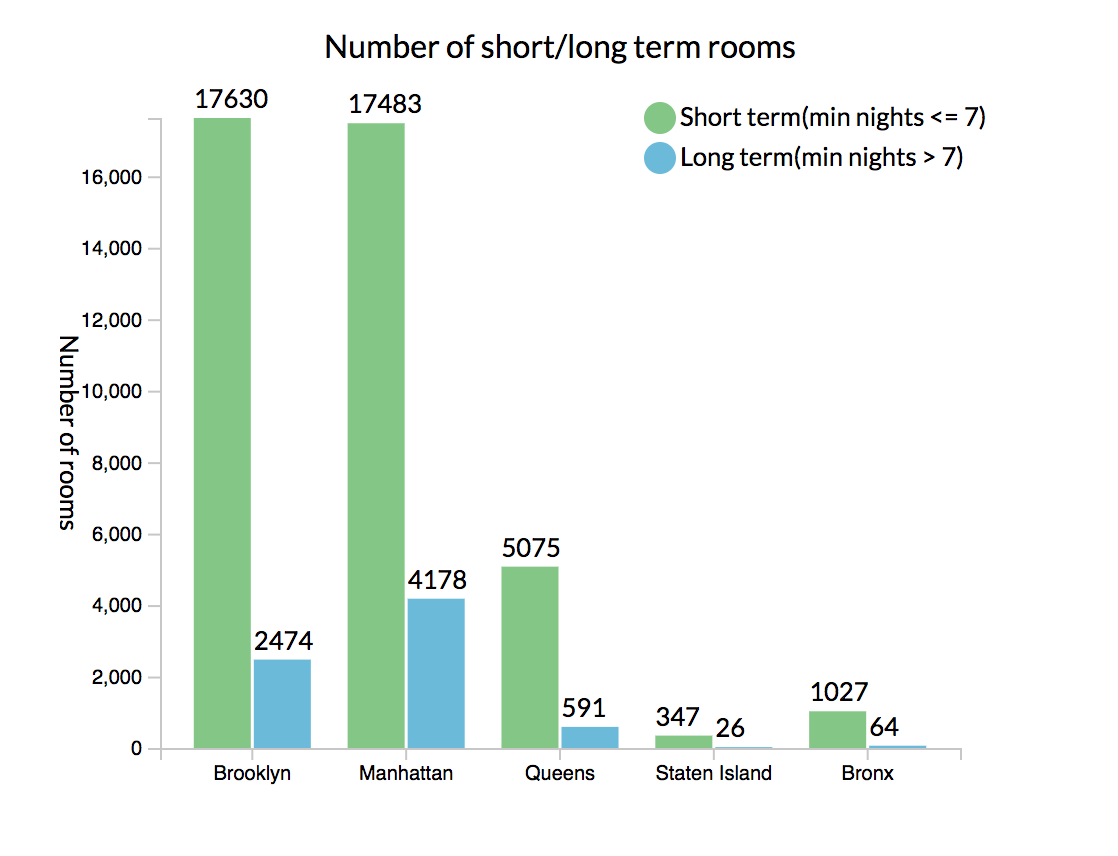 Number of short/long term rooms
17630
17483
Short term(min nights <= 7)
Long term(min nights > 7)
16,000
14,000
12,000
10,000
8,000
6,000
4,000
2,000
0
Number of rooms
2474
4178
5075
591
347
26
1027
64
Brooklyn
Manhattan
Queens
Staten Island
Bronx